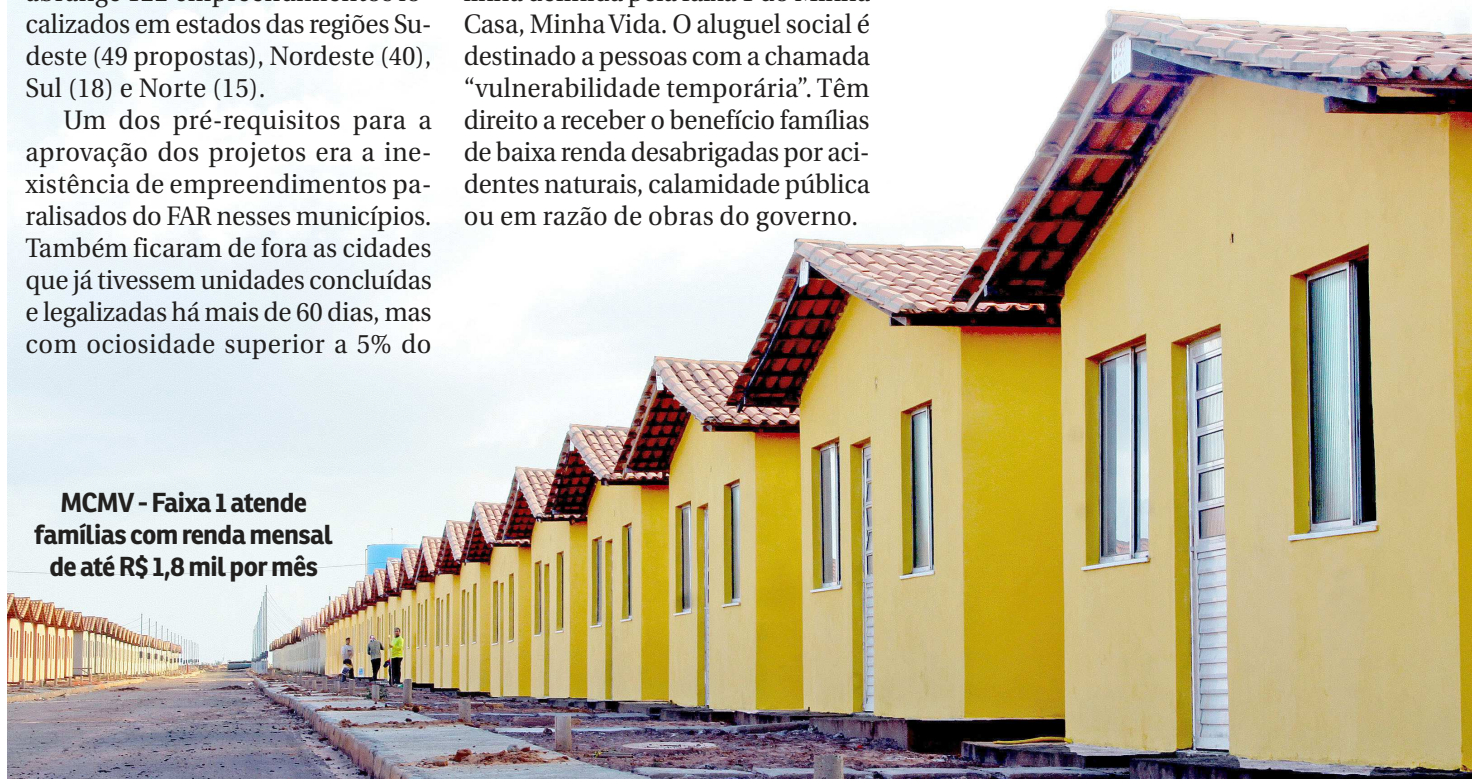 calizados em estados das regiões Su-
deste (49 propostas), Nordeste (40),
Sul (18) e Norte (15).
Um dos pré-requisitos para a
aprovação dos projetos era a ine-
xistência de empreendimentos pa-
ralisados do FAR nesses municípios.
Também ficaram de fora as cidades
que já tivessem unidades concluídas
e legalizadas há mais de 60 dias, mas
com ociosidade superior a 5% do
Casa, Minha Vida. O aluguel social é
destinado a pessoas com a chamada
“vulnerabilidade temporária”. Têm
direito a receber o benefício famílias
de baixa renda desabrigadas por aci-
dentes naturais, calamidade pública
ou em razão de obras do governo.
MCMV - Faixa 1 atende
famílias com renda mensal
de até R$ 1,8 mil por mês